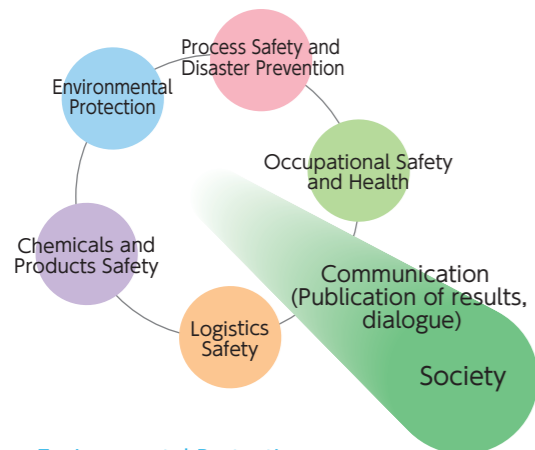 Process Safety and
Disaster Prevention
Environmental
Protection
Occupational Safety
and Health
Chemicals and
Products Safety
Communication
(Publication of results,
dialogue)
Logistics
Safety
Society